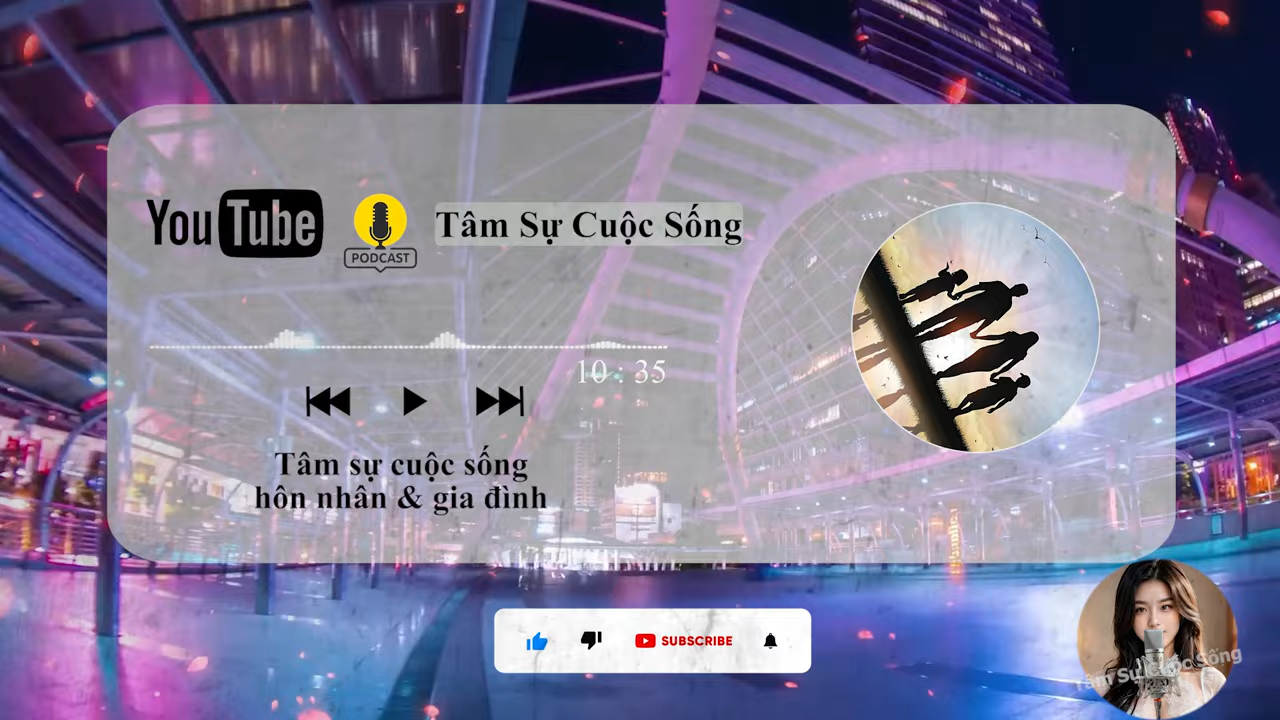 YouTube
PODCAST
Tâm Sự Cuộc Sống
10 : 35
Tâm sự cuộc sống
hôn nhân & gia đình
SUBSCRIBE
Tâm Sự Cuộc Sống